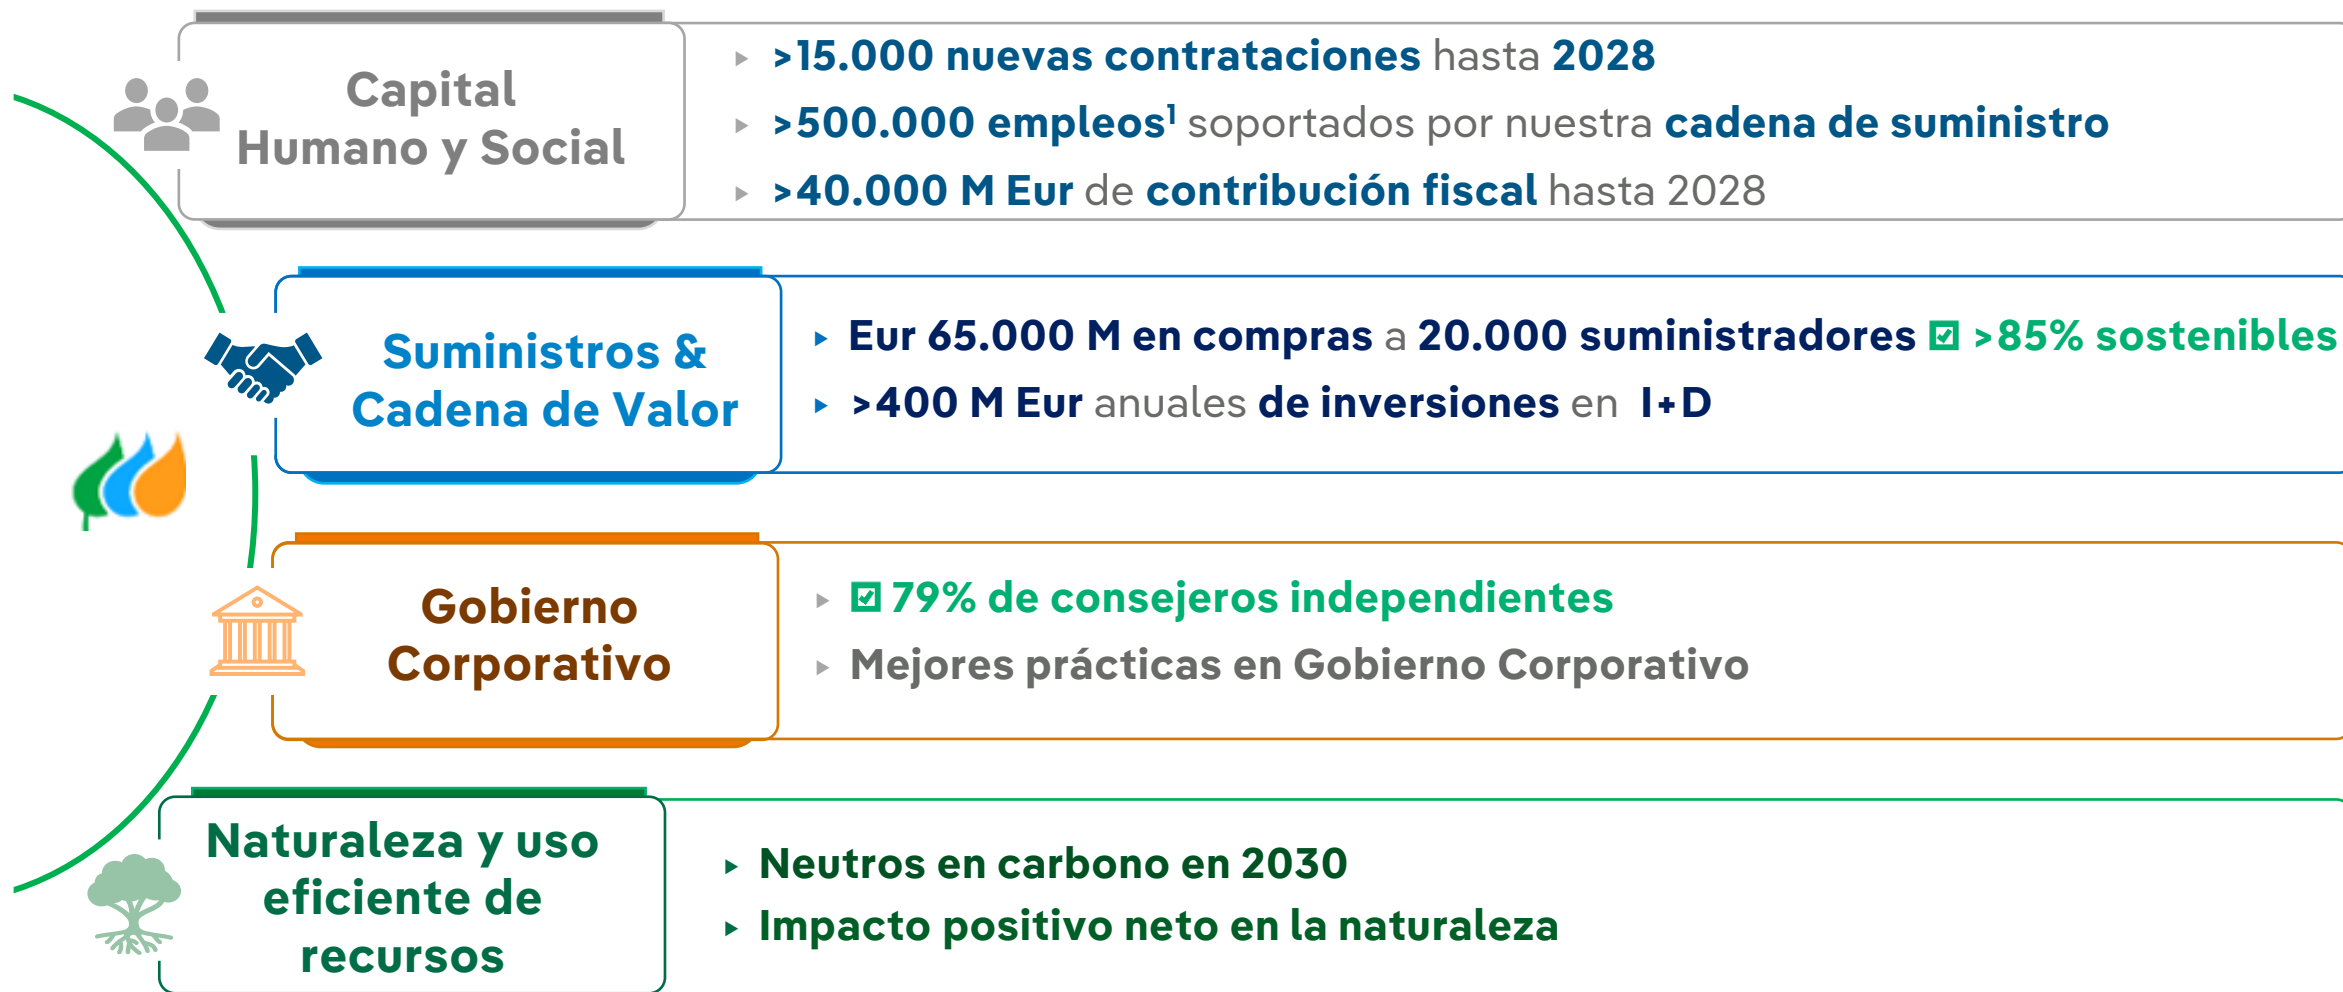 Capital
Humano y Social
>15.000 nuevas contrataciones hasta 2028
>500.000 empleos¹ soportados por nuestra cadena de suministro
>40.000 M Eur de contribución fiscal hasta 2028
Suministros &
Cadena de Valor
Eur 65.000 M en compras a 20.000 suministradores ☑ >85% sostenibles
>400 M Eur anuales de inversiones en I+D
Gobierno
Corporativo
☑ 79% de consejeros independientes
Mejores prácticas en Gobierno Corporativo
Naturaleza y uso
eficiente de
recursos
Neutros en carbono en 2030
Impacto positivo neto en la naturaleza